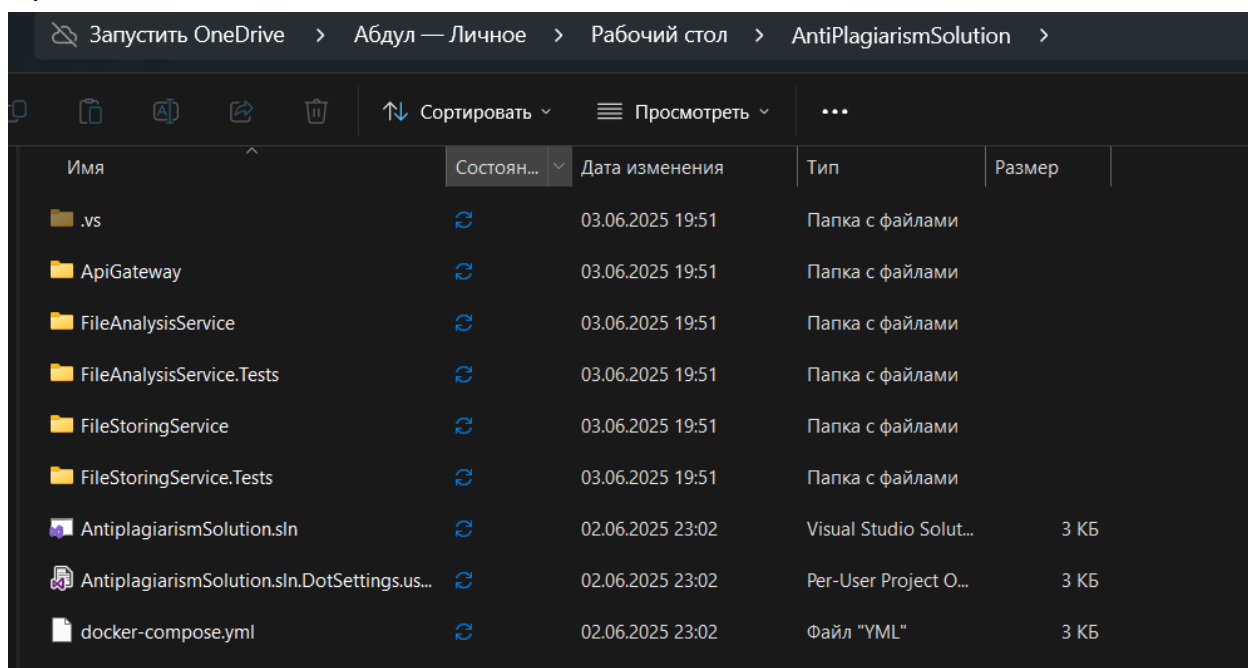 Запустить OneDrive > Абдул — Личное > Рабочий стол > AntiPlagiarismSolution >
Сортировать Просмотреть ...
Имя Состоян... Дата изменения Тип Размер
.vs 03.06.2025 19:51 Папка с файлами
ApiGateway 03.06.2025 19:51 Папка с файлами
FileAnalysisService 03.06.2025 19:51 Папка с файлами
FileAnalysisService.Tests 03.06.2025 19:51 Папка с файлами
FileStoringService 03.06.2025 19:51 Папка с файлами
FileStoringService.Tests 03.06.2025 19:51 Папка с файлами
AntiplagiarismSolution.sln 02.06.2025 23:02 Visual Studio Solut... 3 КБ
AntiplagiarismSolution.sln.DotSettings.us... 02.06.2025 23:02 Per-User Project O... 3 КБ
docker-compose.yml 02.06.2025 23:02 Файл "YML" 3 КБ